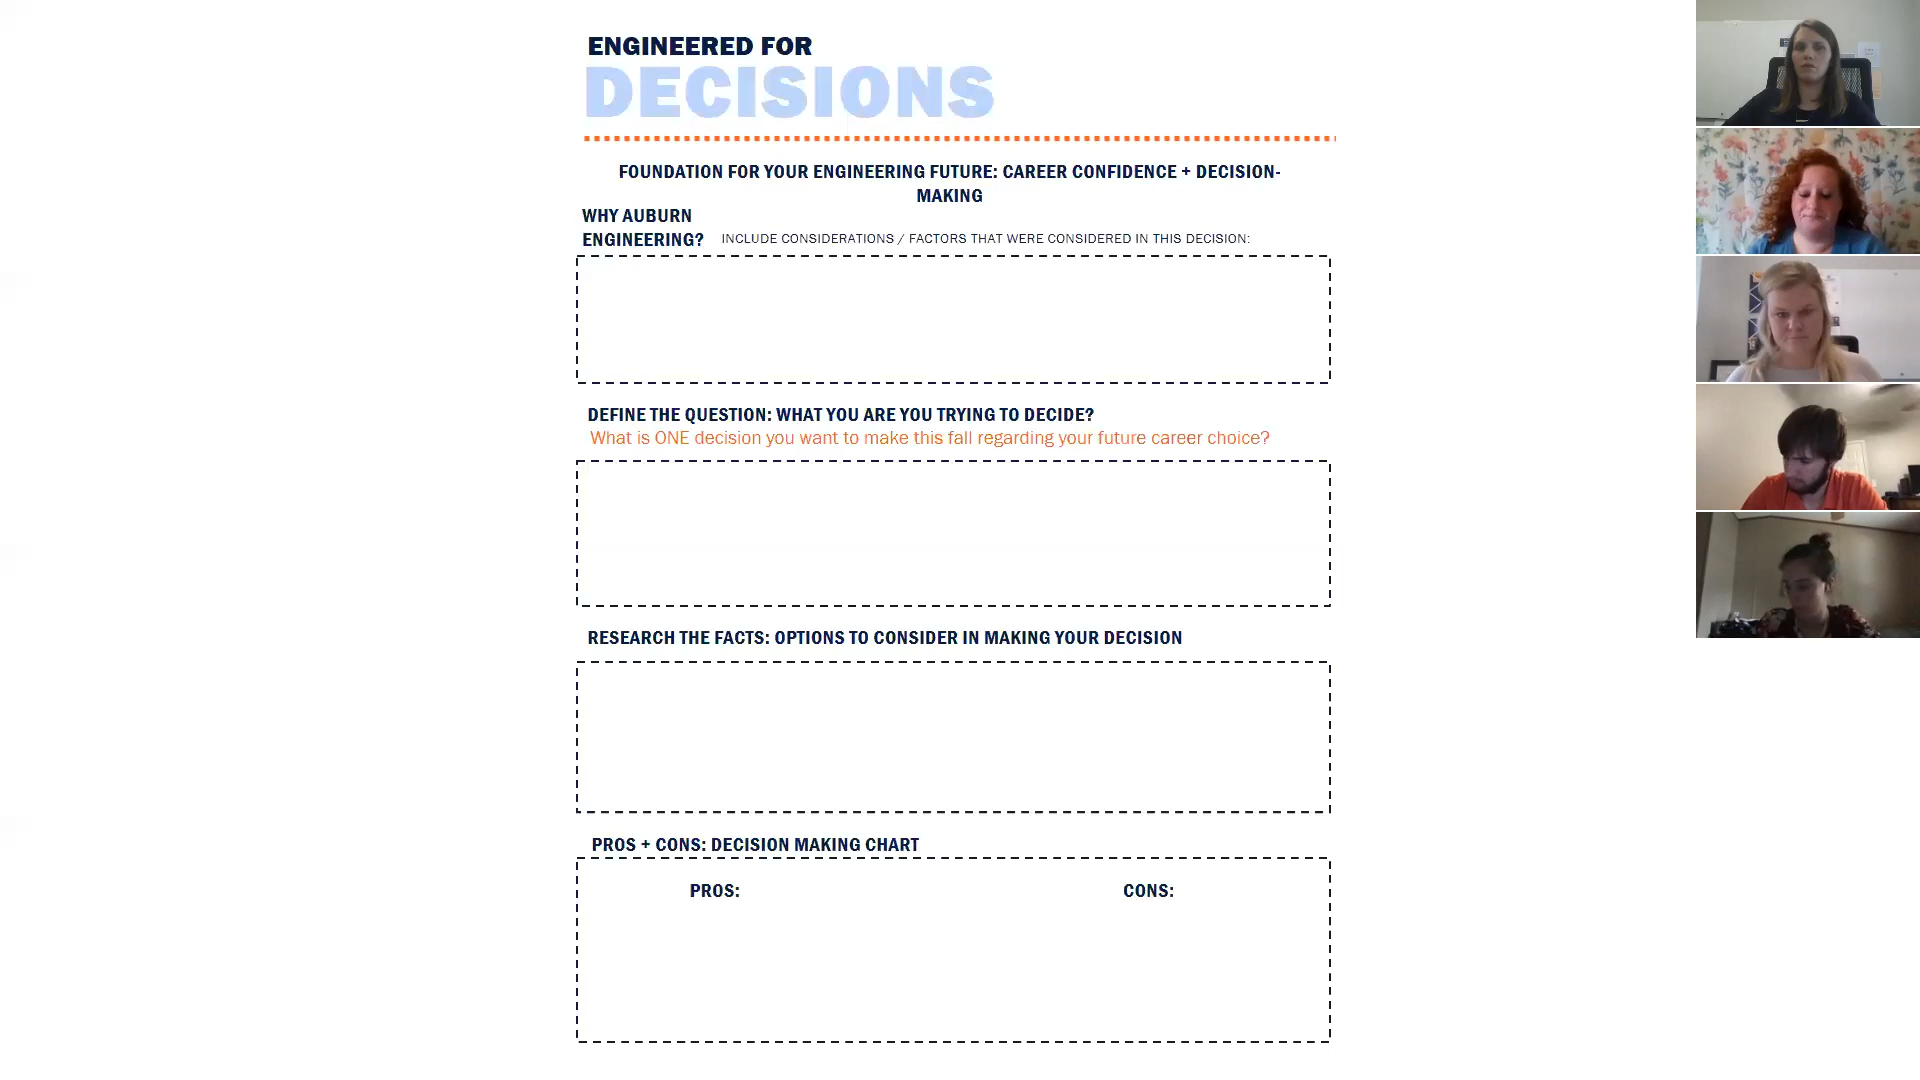 ENGINEERED FOR
DECISIONS
FOUNDATION FOR YOUR ENGINEERING FUTURE: CAREER CONFIDENCE + DECISION-
MAKING
WHY AUBURN
ENGINEERING? INCLUDE CONSIDERATIONS / FACTORS THAT WERE CONSIDERED IN THIS DECISION:
DEFINE THE QUESTION: WHAT YOU ARE YOU TRYING TO DECIDE?
What is ONE decision you want to make this fall regarding your future career choice?
RESEARCH THE FACTS: OPTIONS TO CONSIDER IN MAKING YOUR DECISION
PROS + CONS: DECISION MAKING CHART
PROS: CONS: